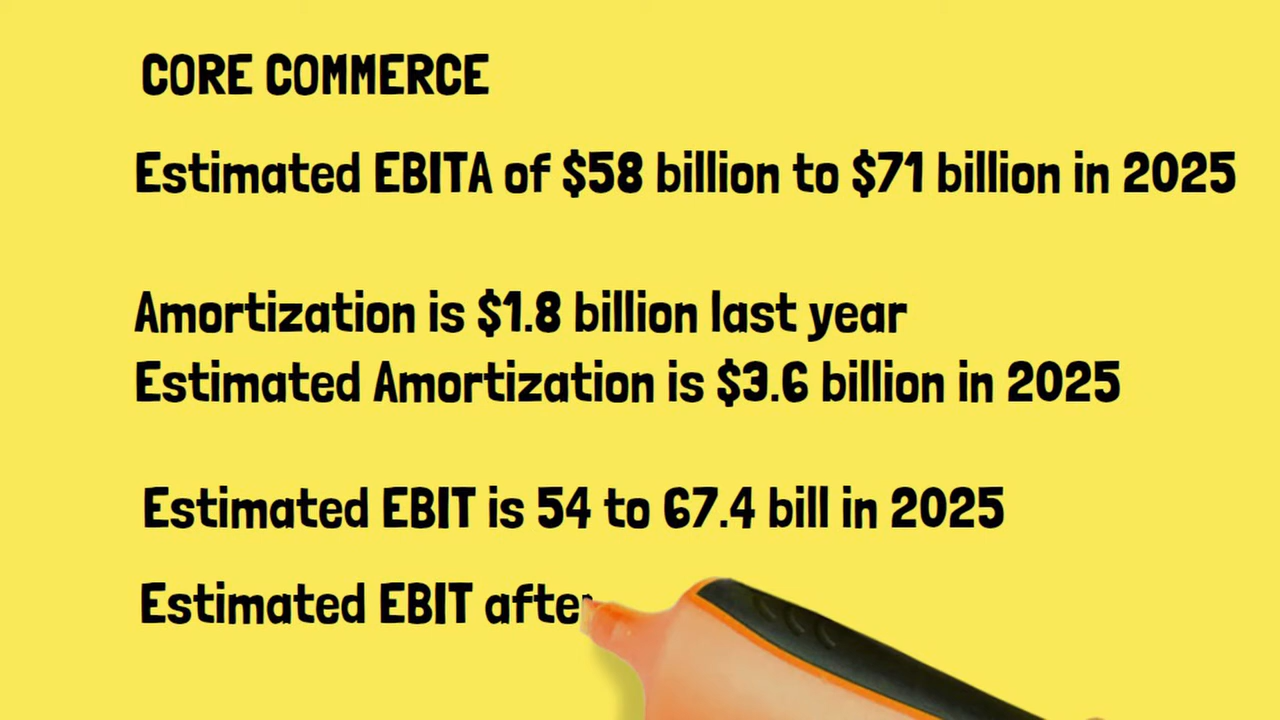 CORE COMMERCE
Estimated EBITA of $58 billion to $71 billion in 2025
Amortization is $1.8 billion last year
Estimated Amortization is $3.6 billion in 2025
Estimated EBIT is 54 to 67.4 bill in 2025
Estimated EBIT after